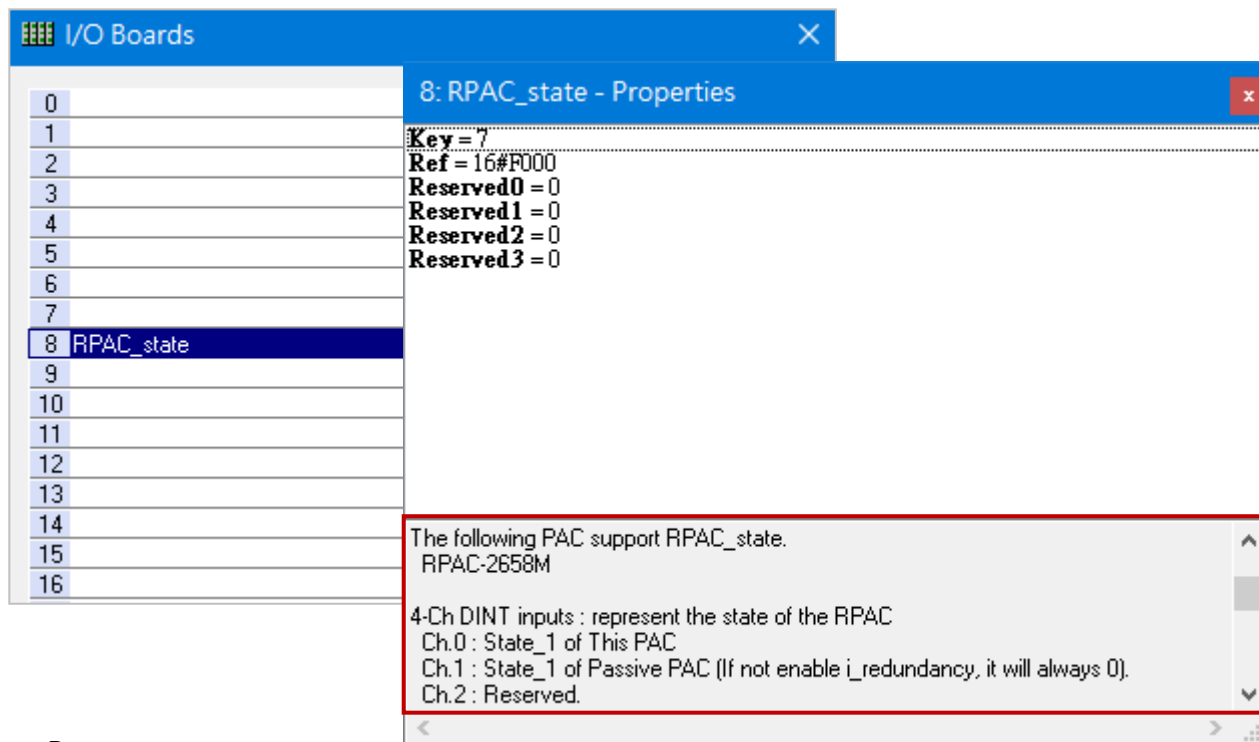 I/O Boards
0
1
2
3
4
5
6
7
8 RPAC_state
9
10
11
12
13
14
15
16
8: RPAC_state - Properties
Key = 7
Ref = 16#F000
Reserved0 = 0
Reserved1 = 0
Reserved2 = 0
Reserved3 = 0
The following PAC support RPAC_state.
RPAC-2658M
4-Ch DINT inputs : represent the state of the RPAC
Ch.0 : State_1 of This PAC
Ch.1 : State_1 of Passive PAC (If not enable i_redundancy, it will always 0).
Ch.2 : Reserved.